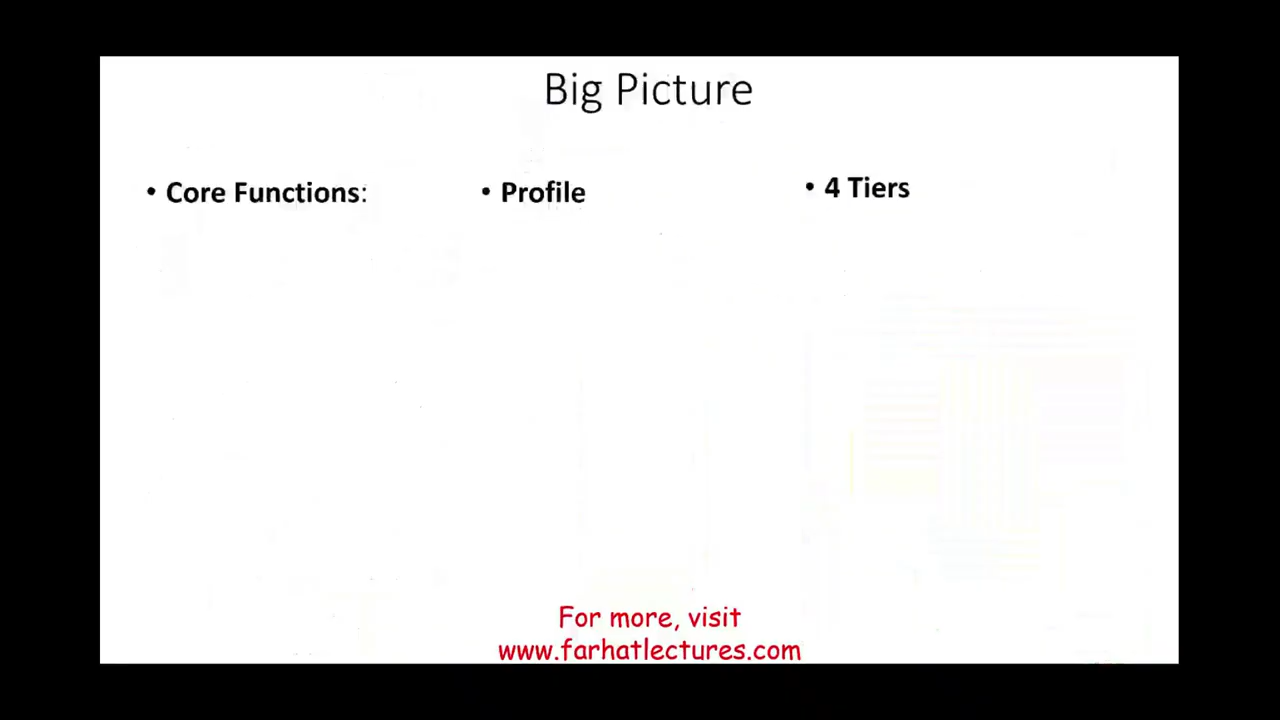 Big Picture
• Core Functions:
• Profile
• 4 Tiers
For more, visit
www.farhatlectures.com